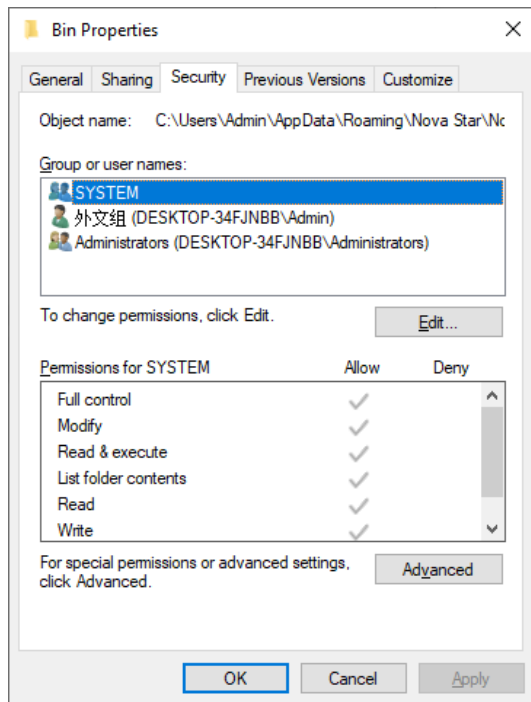 Bin Properties
General Sharing Security Previous Versions Customize
Object name: C:\Users\Admin\AppData\Roaming\Nova Star\Nc
Group or user names:
SYSTEM
外文组 (DESKTOP-34FJNBB\Admin)
Administrators (DESKTOP-34FJNBB\Administrators)
To change permissions, click Edit. Edit...
Permissions for SYSTEM Allow Deny
Full control
Modify
Read & execute
List folder contents
Read
Write
For special permissions or advanced settings, click Advanced. Advanced
OK Cancel Apply